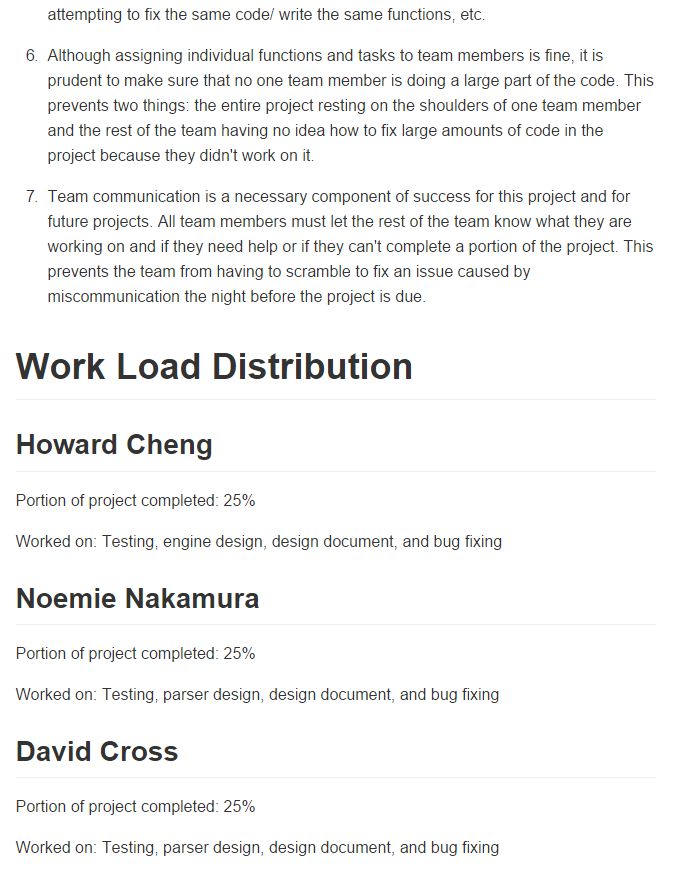 attempting to fix the same code/ write the same functions, etc.
6. Although assigning individual functions and tasks to team members is fine, it is
prudent to make sure that no one team member is doing a large part of the code. This
prevents two things: the entire project resting on the shoulders of one team member
and the rest of the team having no idea how to fix large amounts of code in the
project because they didn't work on it.
7. Team communication is a necessary component of success for this project and for
future projects. All team members must let the rest of the team know what they are
working on and if they need help or if they can't complete a portion of the project. This
prevents the team from having to scramble to fix an issue caused by
miscommunication the night before the project is due.
Work Load Distribution
Howard Cheng
Portion of project completed: 25%
Worked on: Testing, engine design, design document, and bug fixing
Noemie Nakamura
Portion of project completed: 25%
Worked on: Testing, parser design, design document, and bug fixing
David Cross
Portion of project completed: 25%
Worked on: Testing, parser design, design document, and bug fixing